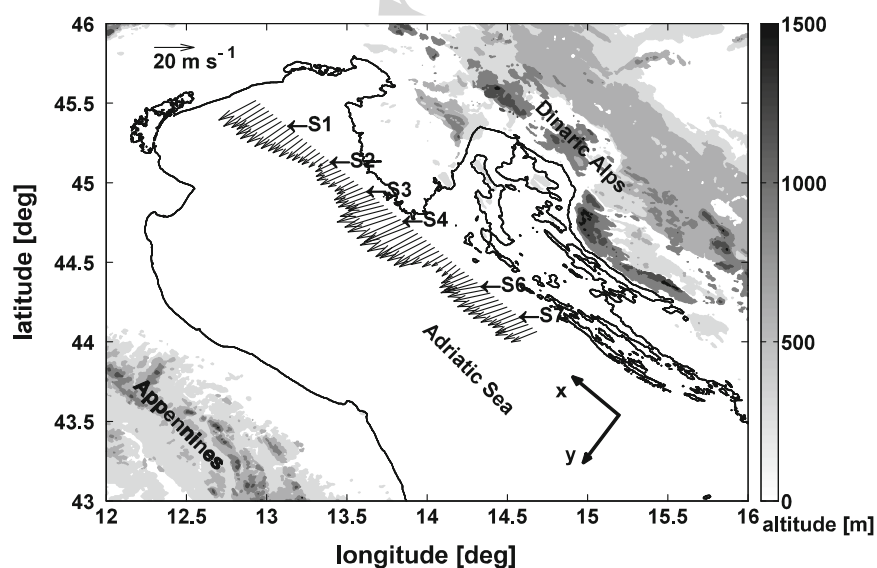 46
45.5
45
44.5
44
43.5
43
latitude [deg]
12
12.5
13
13.5
14
14.5
15
15.5
16
longitude [deg]
20 m s-1
S1
S2
S3
S4
S6
S7
Dinaric Alps
Adriatic Sea
Appennines
x
y
1500
1000
500
0
altitude [m]